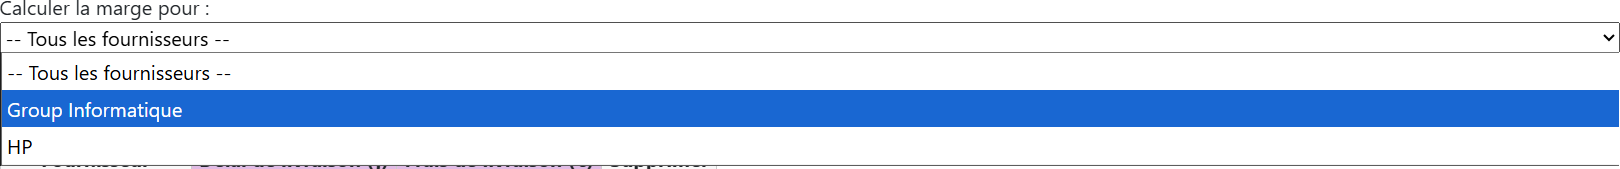 Calculer la marge pour :
-- Tous les fournisseurs --
-- Tous les fournisseurs --
Group Informatique
HP